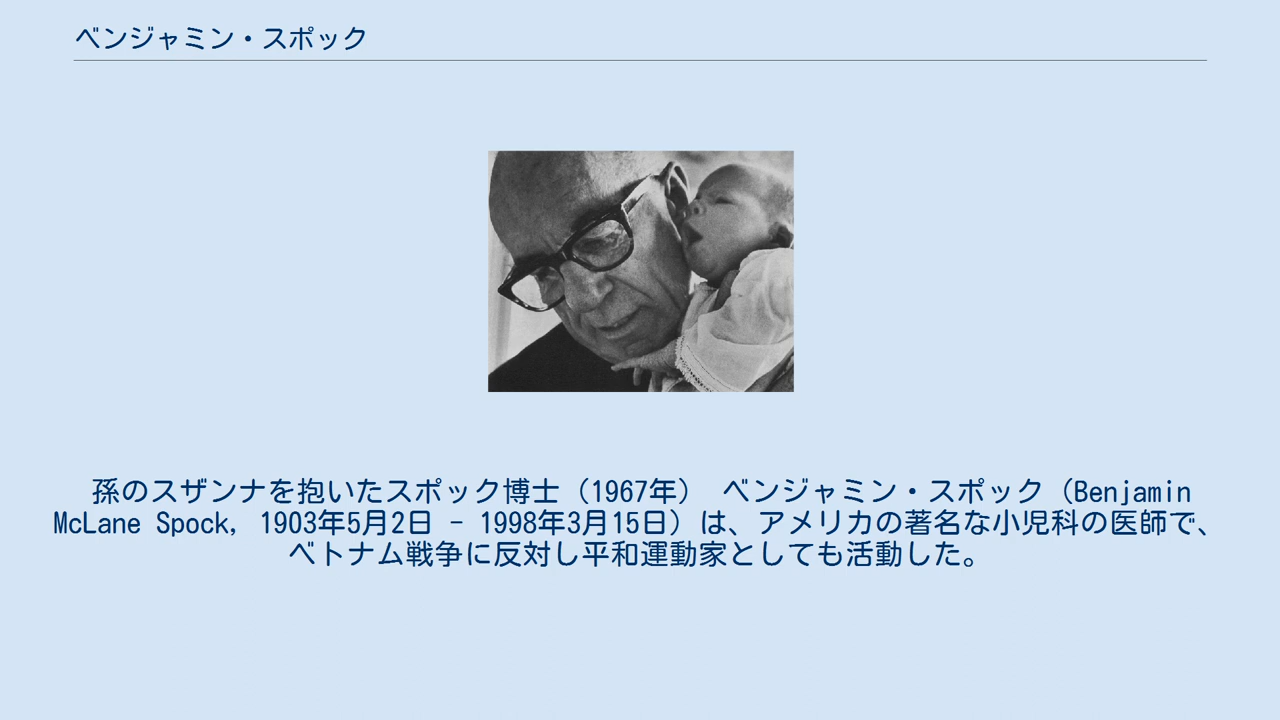 ベンジャミン・スポック
孫のスザンナを抱いたスポック博士（1967年） ベンジャミン・スポック（Benjamin
McLane Spock, 1903年5月2日 - 1998年3月15日）は、アメリカの著名な小児科の医師で、
ベトナム戦争に反対し平和運動家としても活動した。